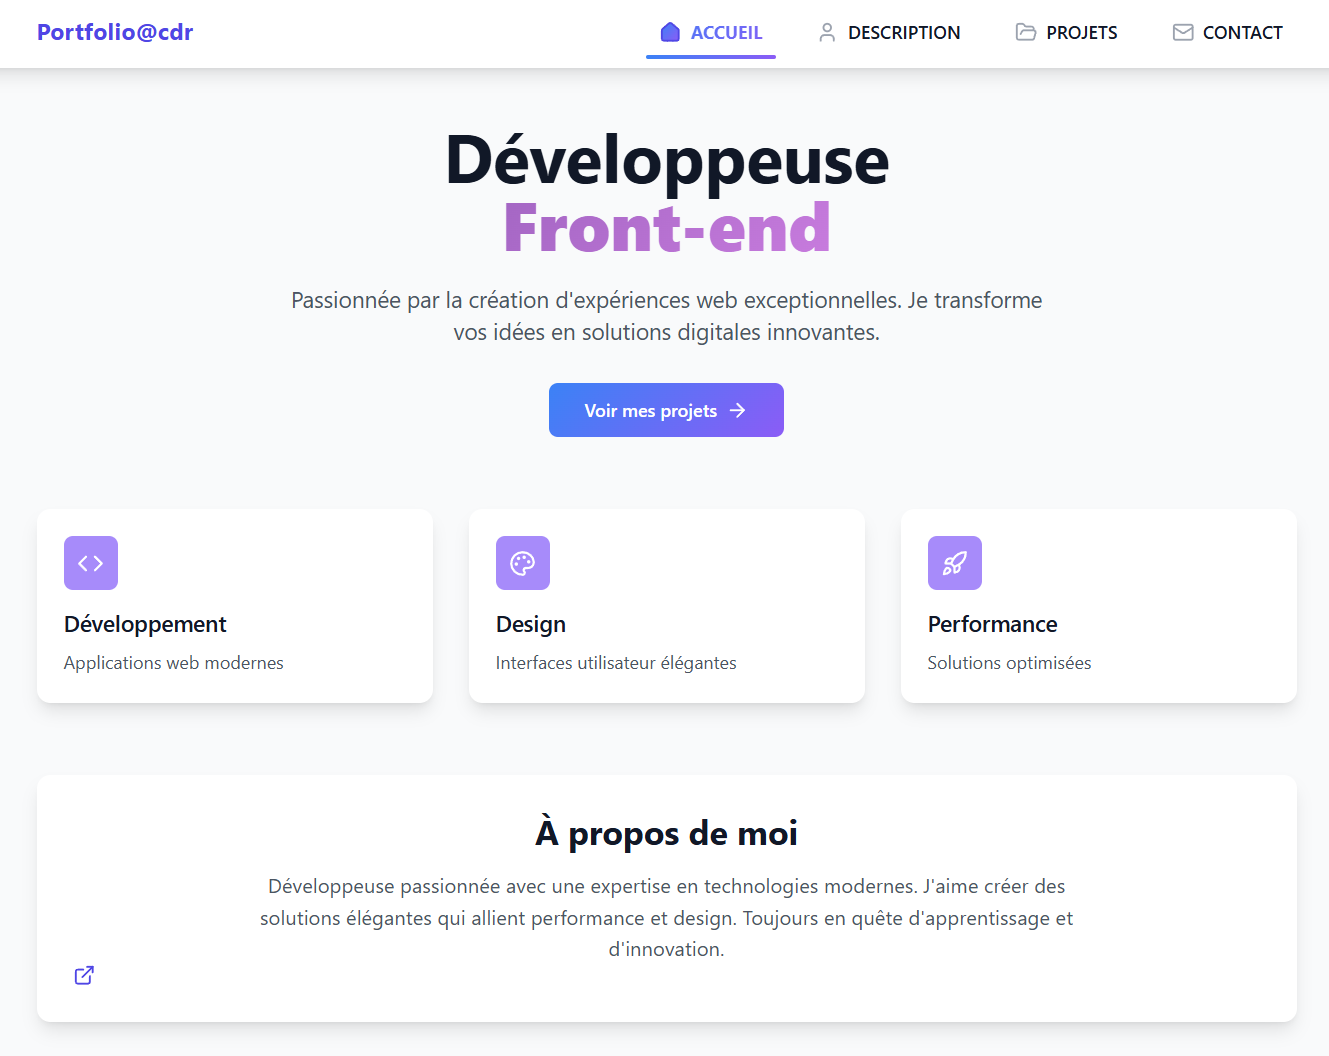 Portfolio@cdr
ACCUEIL
DESCRIPTION
PROJETS
CONTACT
Développeuse
Front-end
Passionnée par la création d'expériences web exceptionnelles. Je transforme
vos idées en solutions digitales innovantes.
Voir mes projets
Développement
Applications web modernes
Design
Interfaces utilisateur élégantes
Performance
Solutions optimisées
À propos de moi
Développeuse passionnée avec une expertise en technologies modernes. J'aime créer des
solutions élégantes qui allient performance et design. Toujours en quête d'apprentissage et
d'innovation.